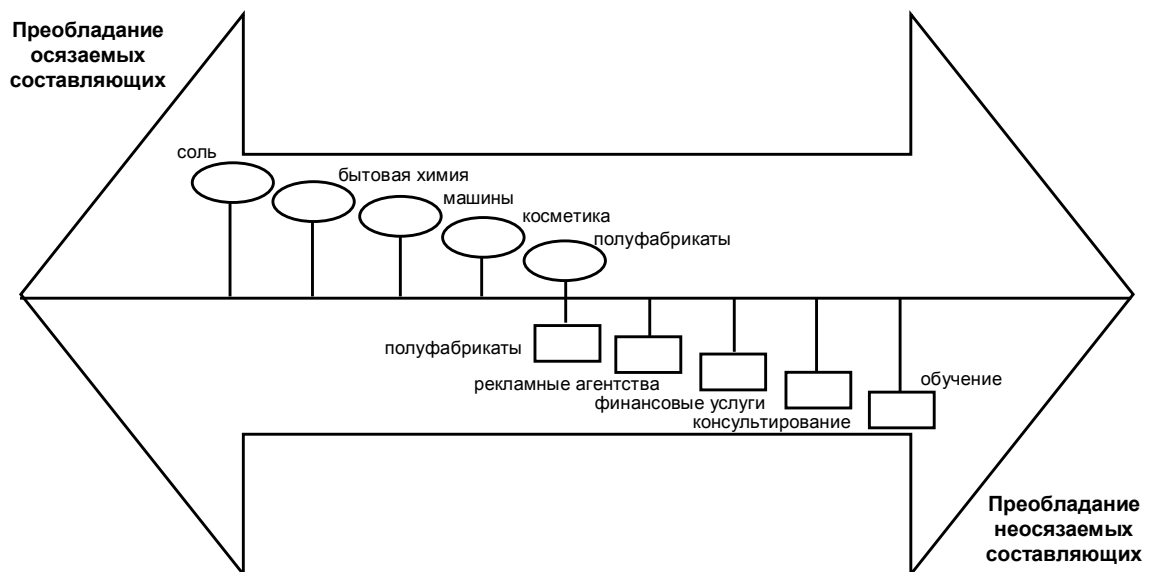 Преобладание
осязаемых
составляющих
соль
бытовая химия
машины
косметика
полуфабрикаты
полуфабрикаты
рекламные агентства
финансовые услуги
консультирование
обучение
Преобладание
неосязаемых
составляющих